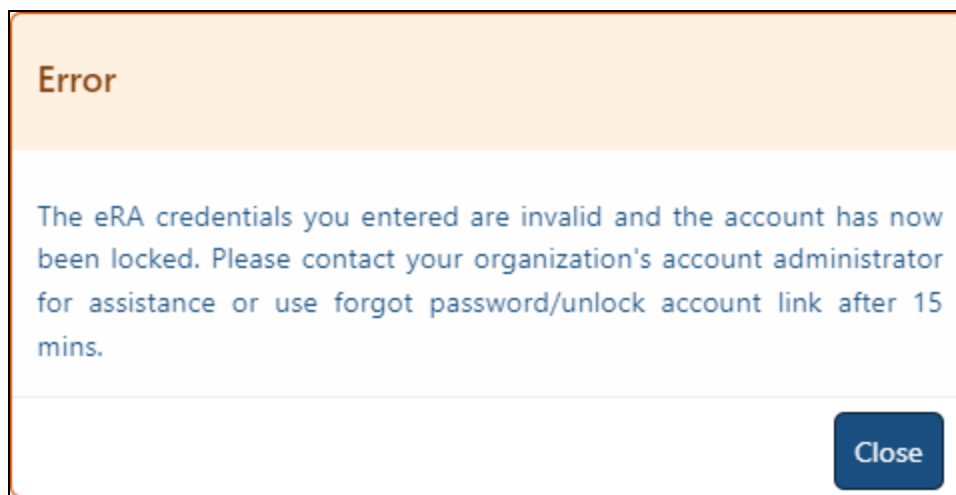 Error
The eRA credentials you entered are invalid and the account has now
been locked. Please contact your organization's account administrator
for assistance or use forgot password/unlock account link after 15
mins.
Close